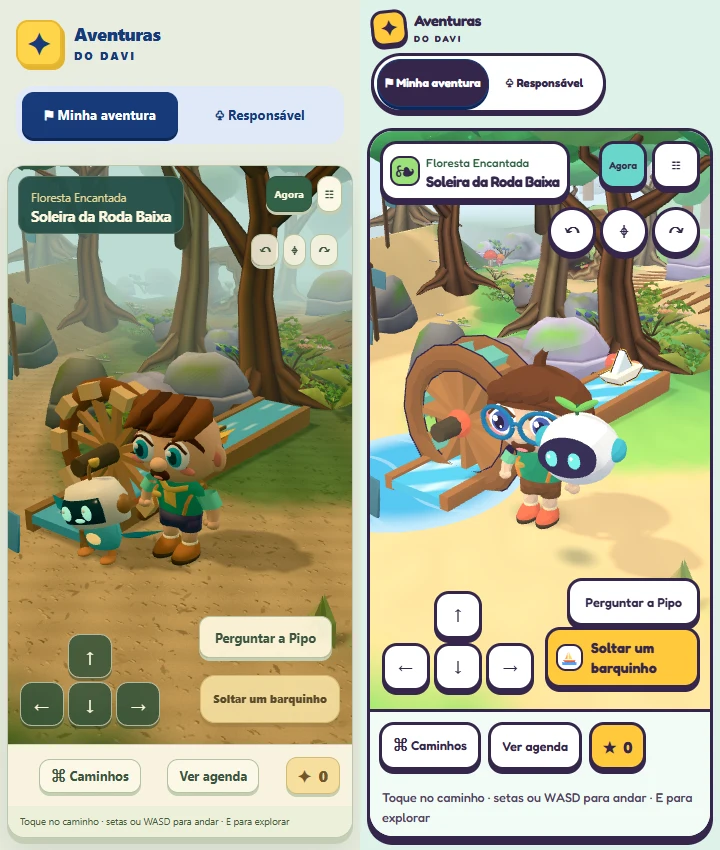 Aventuras
DO DAVI
Minha aventura
Responsável
Floresta Encantada
Soleira da Roda Baixa
Agora
Perguntar a Pipo
Soltar um barquinho
Caminhos
Ver agenda
0
Toque no caminho · setas ou WASD para andar · E para explorar
Aventuras
DO DAVI
Minha aventura
Responsável
Floresta Encantada
Soleira da Roda Baixa
Agora
Perguntar a Pipo
Soltar um
barquinho
Caminhos
Ver agenda
0
Toque no caminho · setas ou WASD para andar · E para
explorar